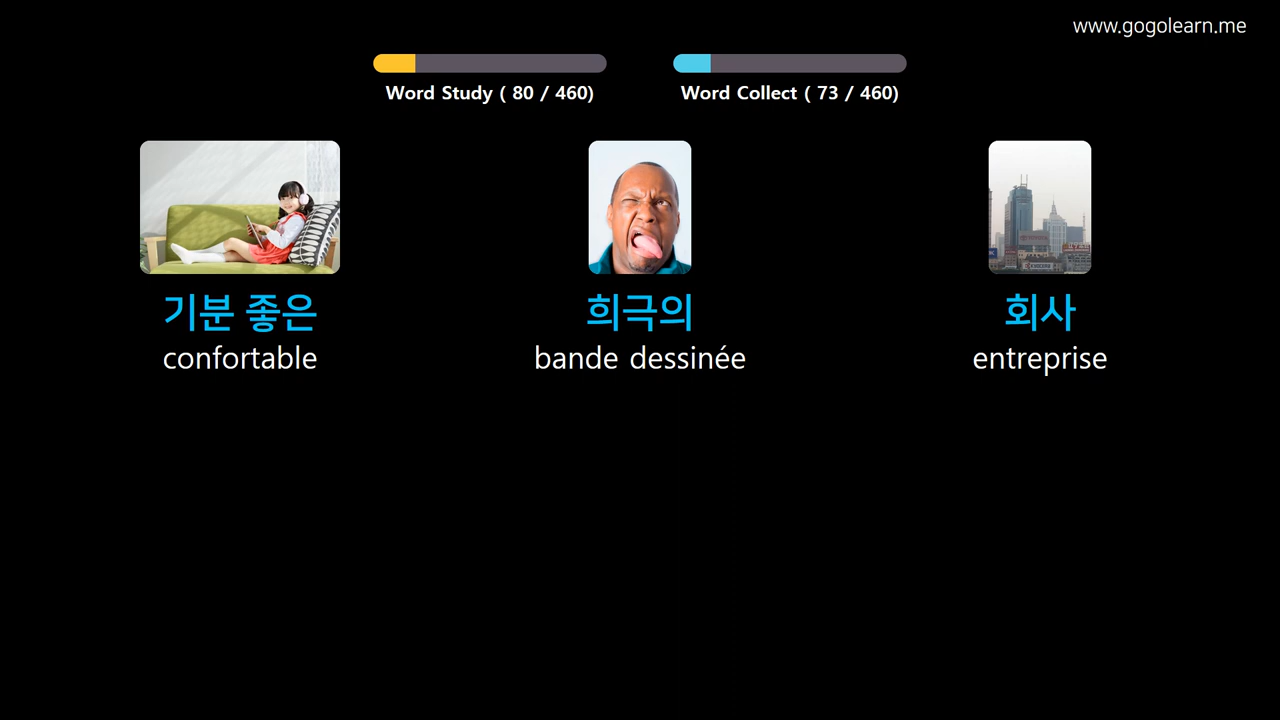 www.gogolearn.me
Word Study ( 80 / 460)
Word Collect ( 73 / 460)
기분 좋은
희극의
회사
confortable
bande dessinée
entreprise